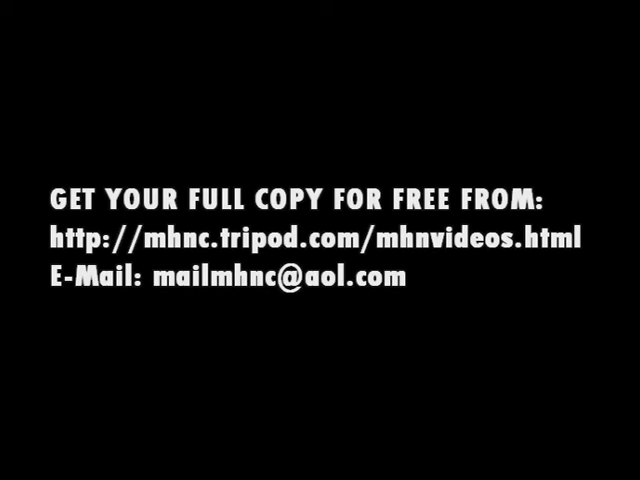 GET YOUR FULL COPY FOR FREE FROM:
http://mhnc.tripod.com/mhnvideos.html
E-Mail: mailmhnc@aol.com